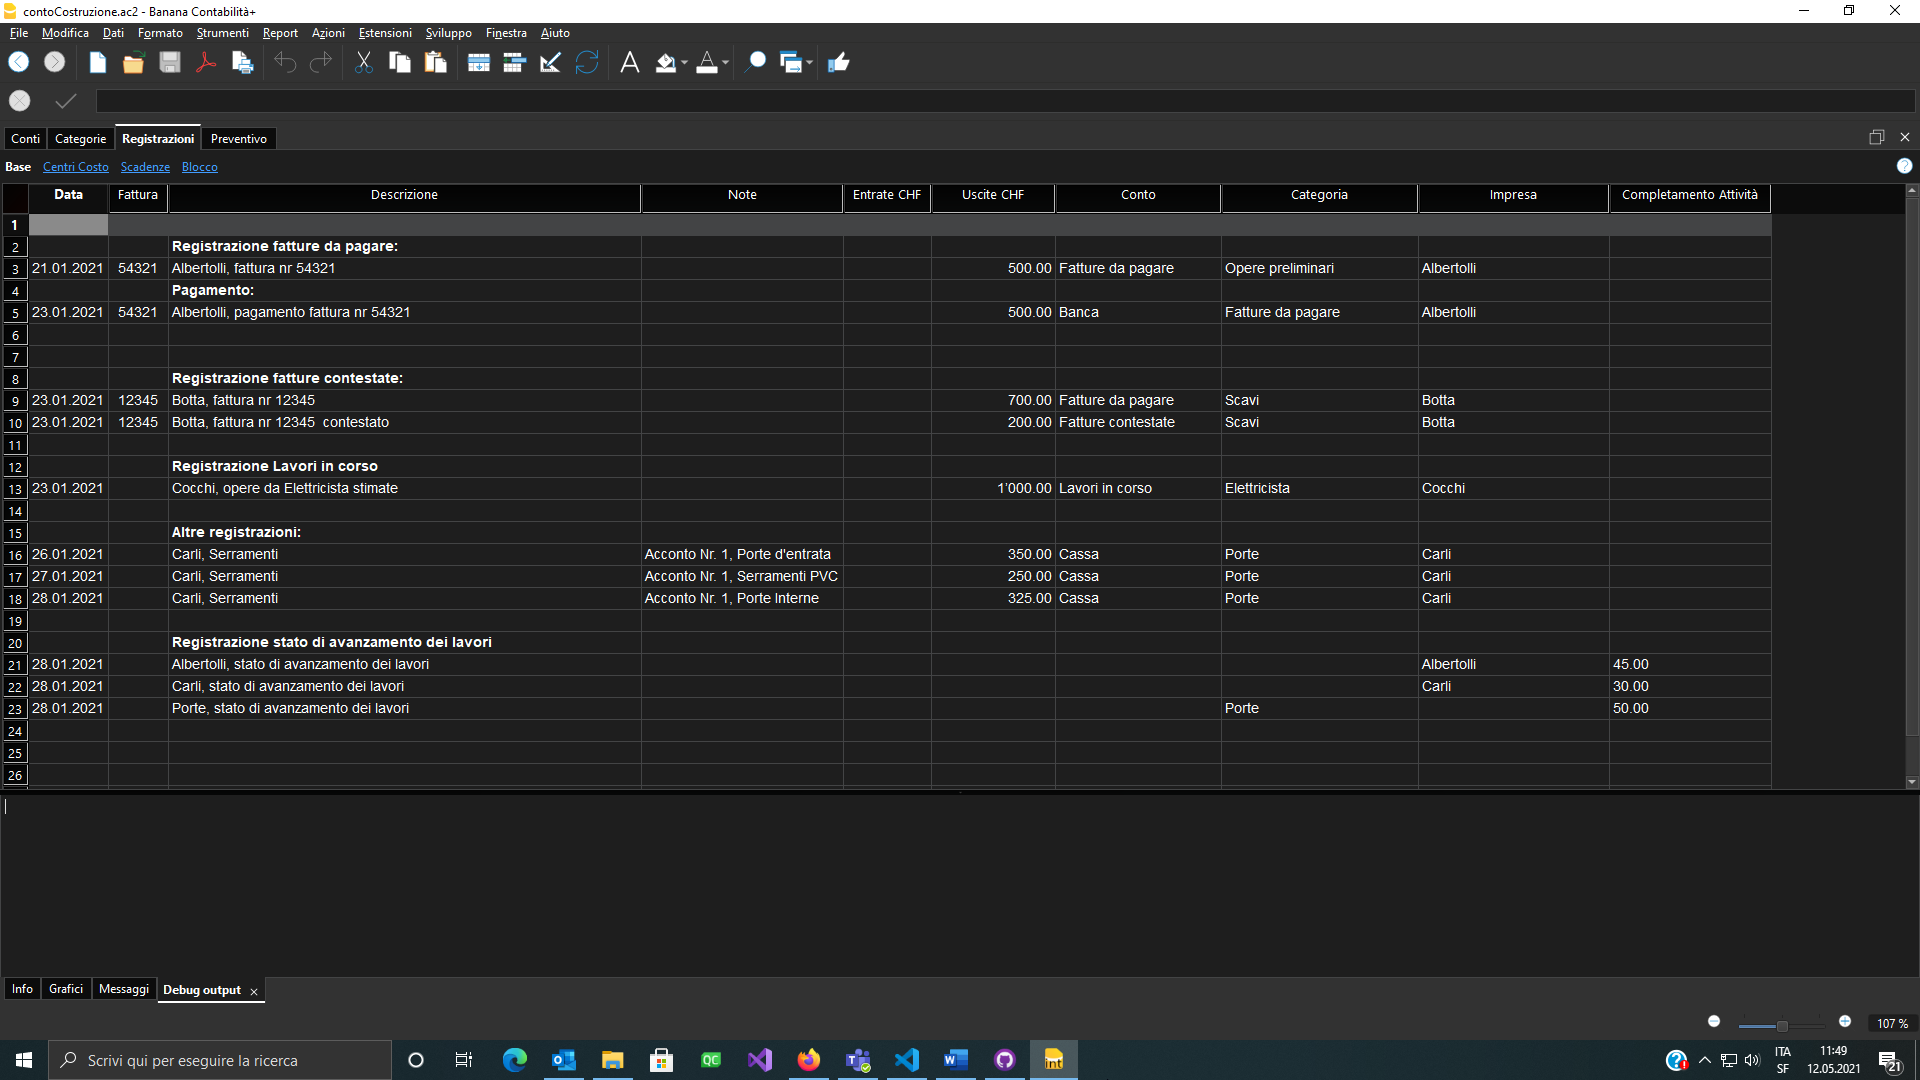 contoCostruzione.ac2 - Banana Contabilità+
File Modifica Dati Formato Strumenti Report Azioni Estensioni Sviluppo Finestra Aiuto
Conti Categorie Registrazioni Preventivo
Base Centri Costo Scadenze Blocco
Data Fattura Descrizione Note Entrate CHF Uscite CHF Conto Categoria Impresa Completamento Attività
1
2 Registrazione fatture da pagare:
3 21.01.2021 54321 Albertolli, fattura nr 54321 500.00 Fatture da pagare Opere preliminari Albertolli
4 Pagamento:
5 23.01.2021 54321 Albertolli, pagamento fattura nr 54321 500.00 Banca Fatture da pagare Albertolli
6
7
8 Registrazione fatture contestate:
9 23.01.2021 12345 Botta, fattura nr 12345 700.00 Fatture da pagare Scavi Botta
10 23.01.2021 12345 Botta, fattura nr 12345 contestato 200.00 Fatture contestate Scavi Botta
11
12 Registrazione Lavori in corso
13 23.01.2021 Cocchi, opere da Elettricista stimate 1'000.00 Lavori in corso Elettricista Cocchi
14
15 Altre registrazioni:
16 26.01.2021 Carli, Serramenti Acconto Nr. 1, Porte d'entrata 350.00 Cassa Porte Carli
17 27.01.2021 Carli, Serramenti Acconto Nr. 1, Serramenti PVC 250.00 Cassa Porte Carli
18 28.01.2021 Carli, Serramenti Acconto Nr. 1, Porte Interne 325.00 Cassa Porte Carli
19
20 Registrazione stato di avanzamento dei lavori
21 28.01.2021 Albertolli, stato di avanzamento dei lavori Albertolli 45.00
22 28.01.2021 Carli, stato di avanzamento dei lavori Carli 30.00
23 28.01.2021 Porte, stato di avanzamento dei lavori Porte 50.00
24
25
26
Info Grafici Messaggi Debug output
107 %
Scrivi qui per eseguire la ricerca
QC
int
ITA
SF
11:49
12.05.2021
21